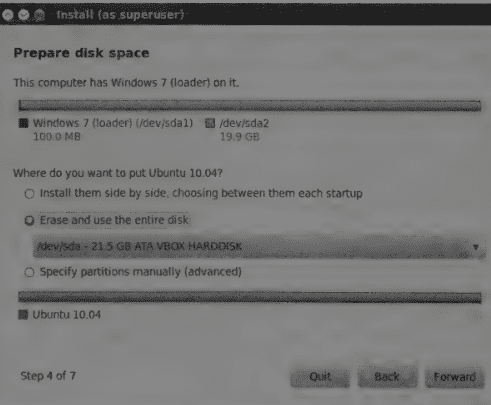 Install (as superuser)
Prepare disk space
This computer has Windows 7 (loader) on it.
Windows 7 (loader) (/dev/sda1) /dev/sda2
100.0 MB 19.9 GB
Where do you want to put Ubuntu 10.04?
Install them side by side, choosing between them each startup
Erase and use the entire disk
/dev/sda - 21.5 GB ATA VBOX HARDDISK
Specify partitions manually (advanced)
Ubuntu 10.04
Step 4 of 7 Quit Back Forward